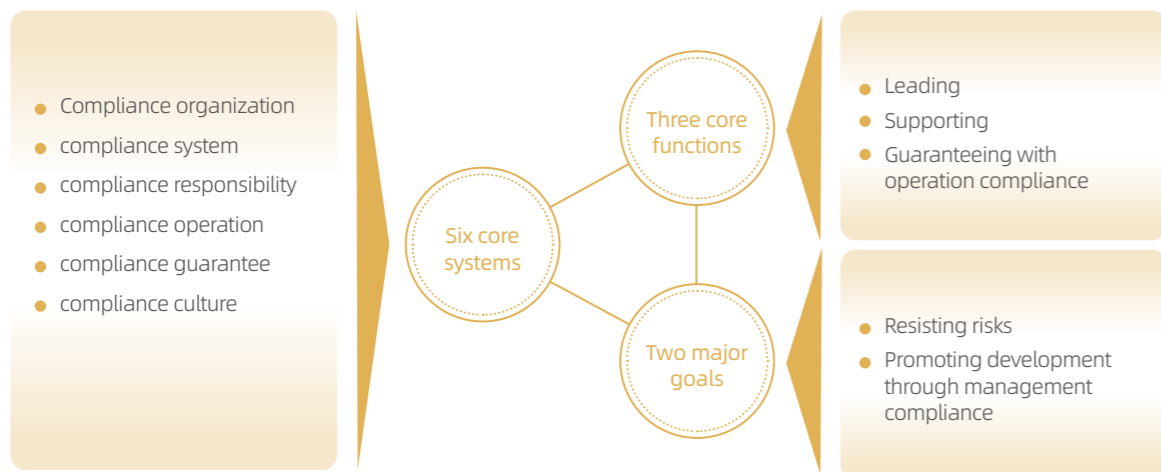 Compliance organization
compliance system
compliance responsibility
compliance operation
compliance guarantee
compliance culture
Six core
systems
Three core
functions
Two major
goals
Leading
Supporting
Guaranteeing with
operation compliance
Resisting risks
Promoting development
through management
compliance